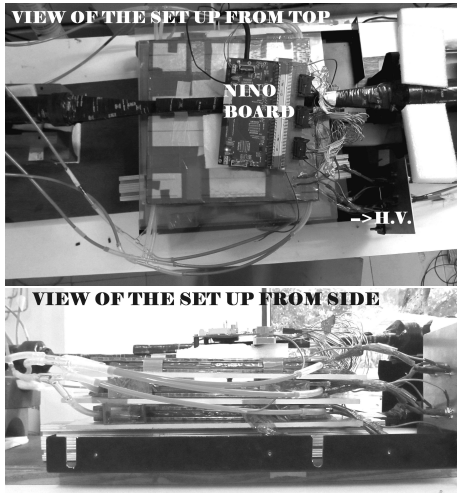 VIEW OF THE SET UP FROM TOP
NINO
BOARD
-->H.V.
VIEW OF THE SET UP FROM SIDE